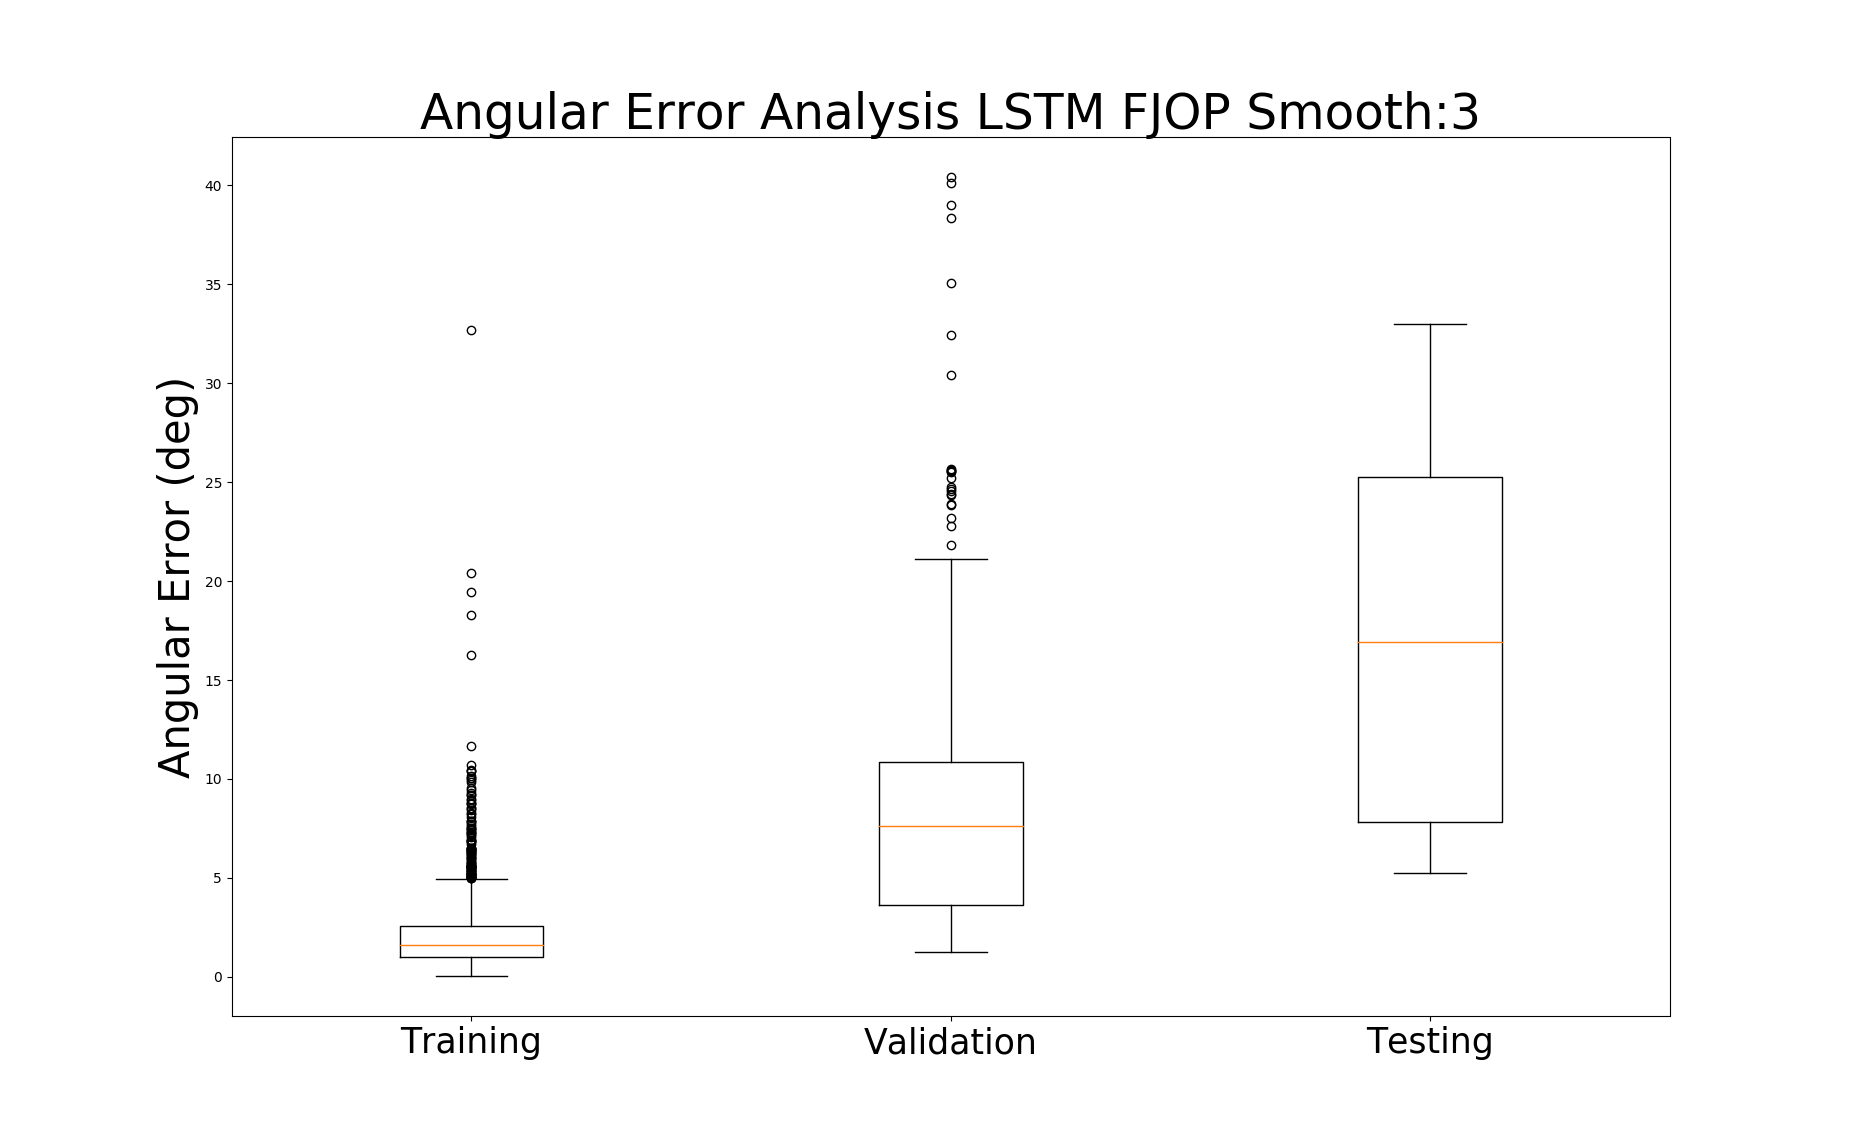 Angular Error Analysis LSTM FJOP Smooth:3
Angular Error (deg)
40
35
30
25
20
15
10
5
0
Training
Validation
Testing